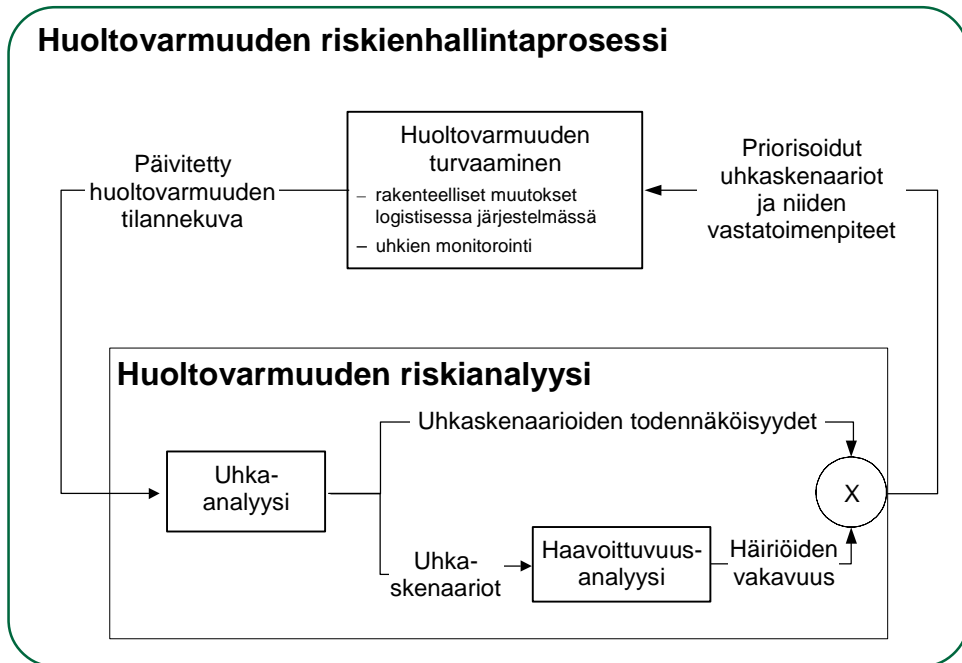 Huoltovarmuuden riskienhallintaprosessi
Päivitetty
huoltovarmuuden
tilannekuva
Huoltovarmuuden
turvaaminen
– rakenteelliset muutokset
logistisessa järjestelmässä
– uhkien monitorointi
Priorisoidut
uhkaskenaariot
ja niiden
vastatoimenpiteet
Huoltovarmuuden riskianalyysi
Uhkaskenaarioiden todennäköisyydet
Uhka-
analyysi
X
Uhka-
skenaariot
Haavoittuvuus-
analyysi
Häiriöiden
vakavuus